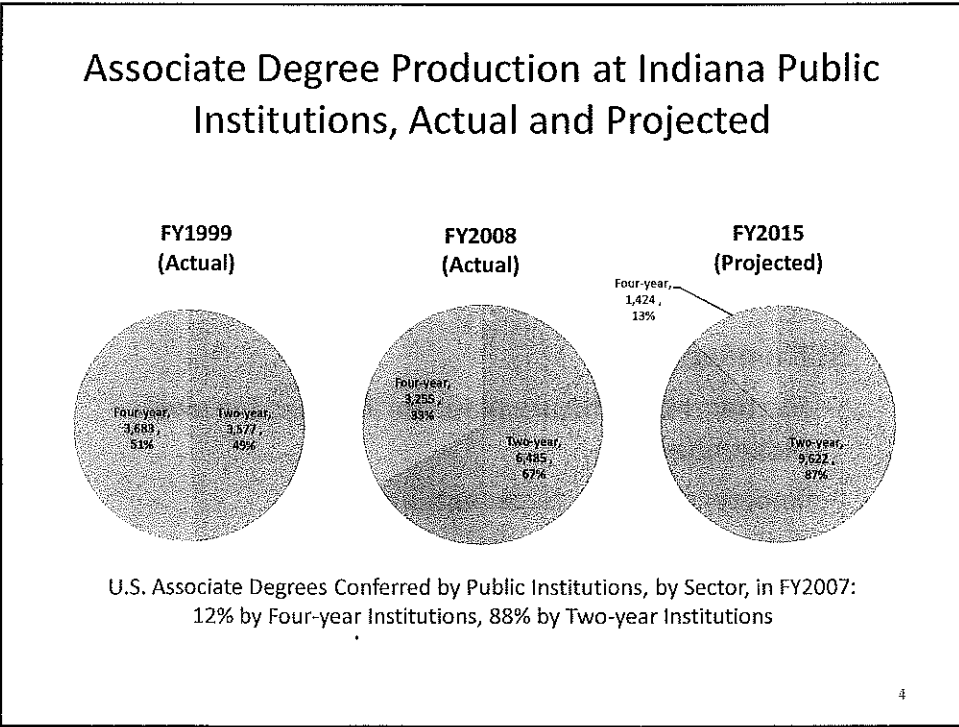 Associate Degree Production at Indiana Public
Institutions, Actual and Projected
FY1999
(Actual)
Four-year,
3,683 ,
51%
Two-year,
3,577 ,
49%
FY2008
(Actual)
Four-year,
3,255 ,
33%
Two-year,
6,485 ,
67%
FY2015
(Projected)
Four-year,
1,424 ,
13%
Two-year,
9,622 ,
87%
U.S. Associate Degrees Conferred by Public Institutions, by Sector, in FY2007:
12% by Four-year Institutions, 88% by Two-year Institutions
4